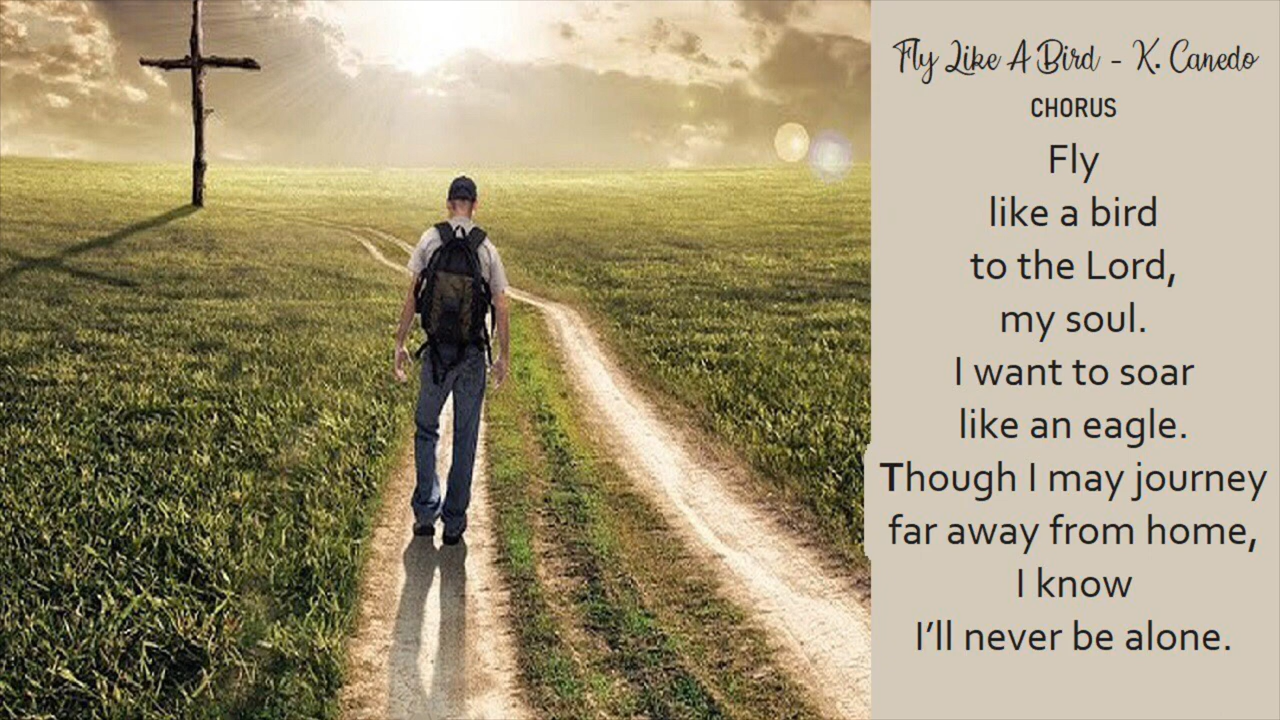 Fly Like A Bird - K. Canedo
CHORUS
Fly
like a bird
to the Lord,
my soul.
I want to soar
like an eagle.
Though I may journey
far away from home,
I know
I'll never be alone.